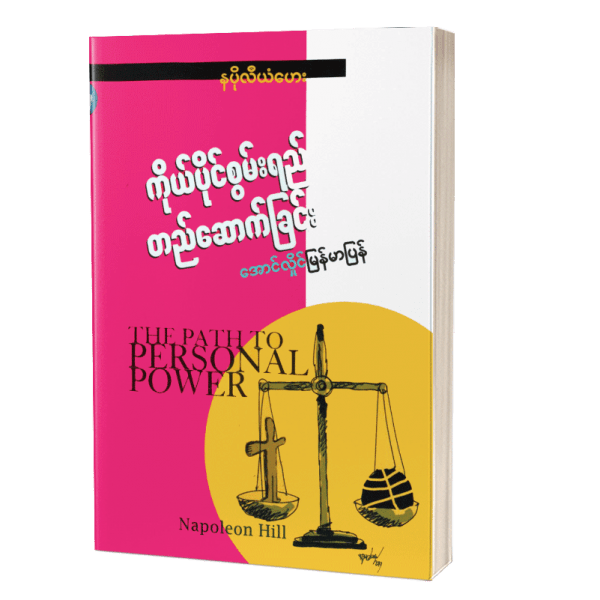 နပိုလီယံဟေး
ကိုယ်ပိုင်စွမ်းရည်
တည်ဆောက်ခြင်း
အောင်လှိုင်မြန်မာပြန်
THE PATH TO
PERSONAL
POWER
Napoleon Hill